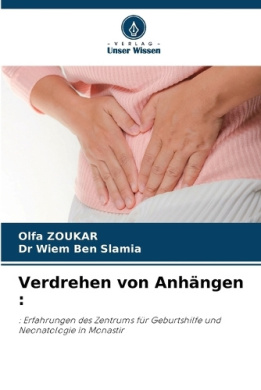 - VERLAG -
Unser Wissen
Olfa ZOUKAR
Dr Wiem Ben Slamia
Verdrehen von Anhängen
:
: Erfahrungen des Zentrums für Geburtshilfe und
Neonatologie in Monastir